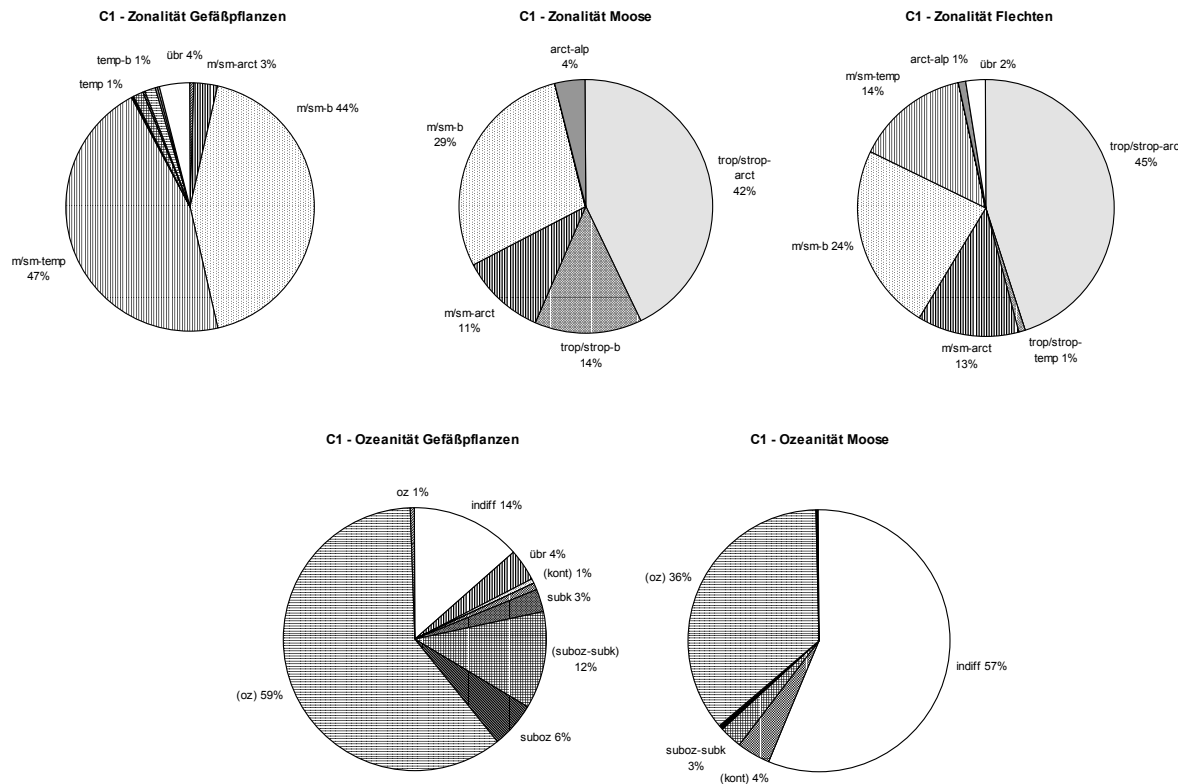 C1 - Zonalität Gefäßpflanzen
temp-b 1%
übr 4%
m/sm-arct 3%
temp 1%
m/sm-b 44%
m/sm-temp
47%
C1 - Zonalität Moose
arct-alp
4%
m/sm-b
29%
trop/strop-
arct
42%
m/sm-arct
11%
trop/strop-b
14%
C1 - Zonalität Flechten
arct-alp 1%
übr 2%
m/sm-temp
14%
trop/strop-arc
45%
m/sm-b 24%
m/sm-arct
13%
trop/strop-
temp 1%
C1 - Ozeanität Gefäßpflanzen
oz 1%
indiff 14%
übr 4%
(kont) 1%
subk 3%
(suboz-subk)
12%
(oz) 59%
suboz 6%
C1 - Ozeanität Moose
(oz) 36%
indiff 57%
suboz-subk
3%
(kont) 4%